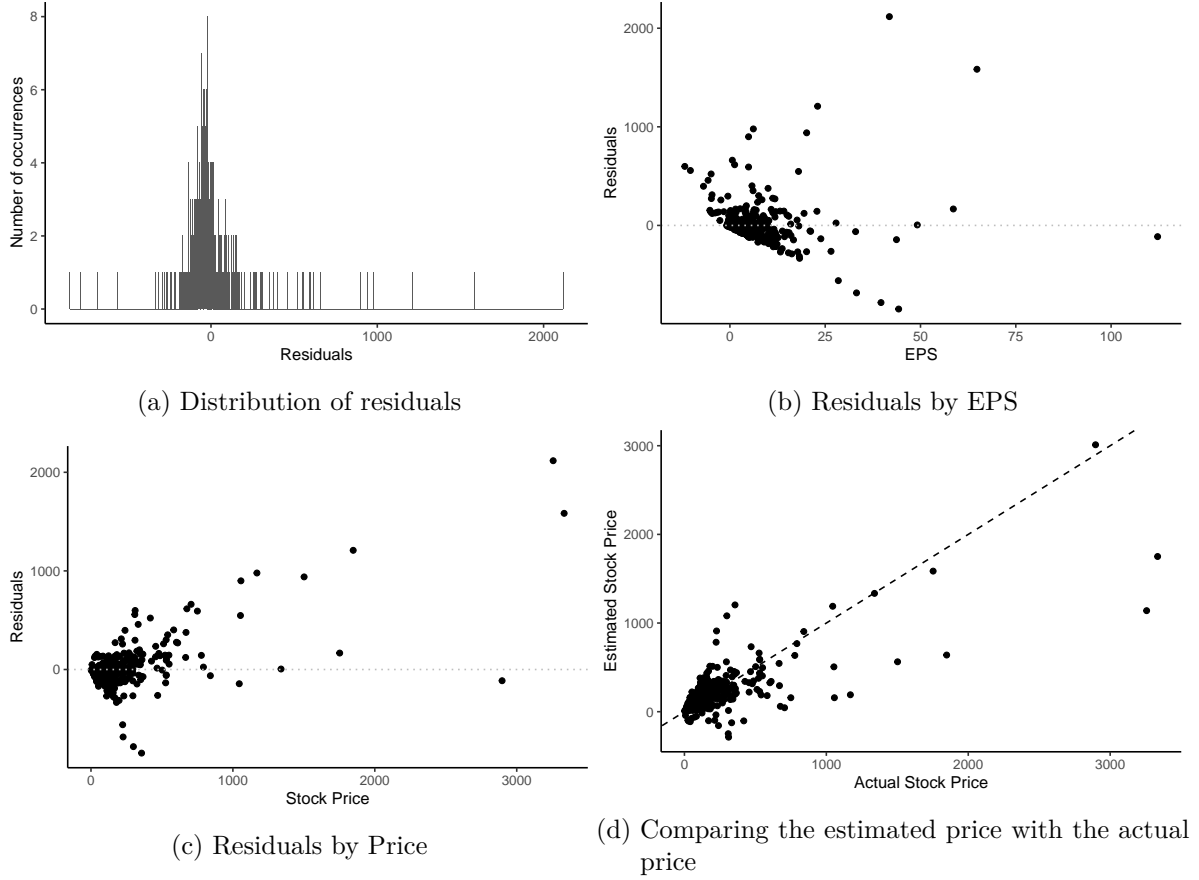 8
6
4
2
0
Number of occurrences
0
1000
2000
Residuals
(a) Distribution of residuals
2000
1000
0
Residuals
0
25
50
75
100
EPS
(b) Residuals by EPS
2000
1000
0
Residuals
0
1000
2000
3000
Stock Price
(c) Residuals by Price
3000
2000
1000
0
Estimated Stock Price
0
1000
2000
3000
Actual Stock Price
(d) Comparing the estimated price with the actual
price